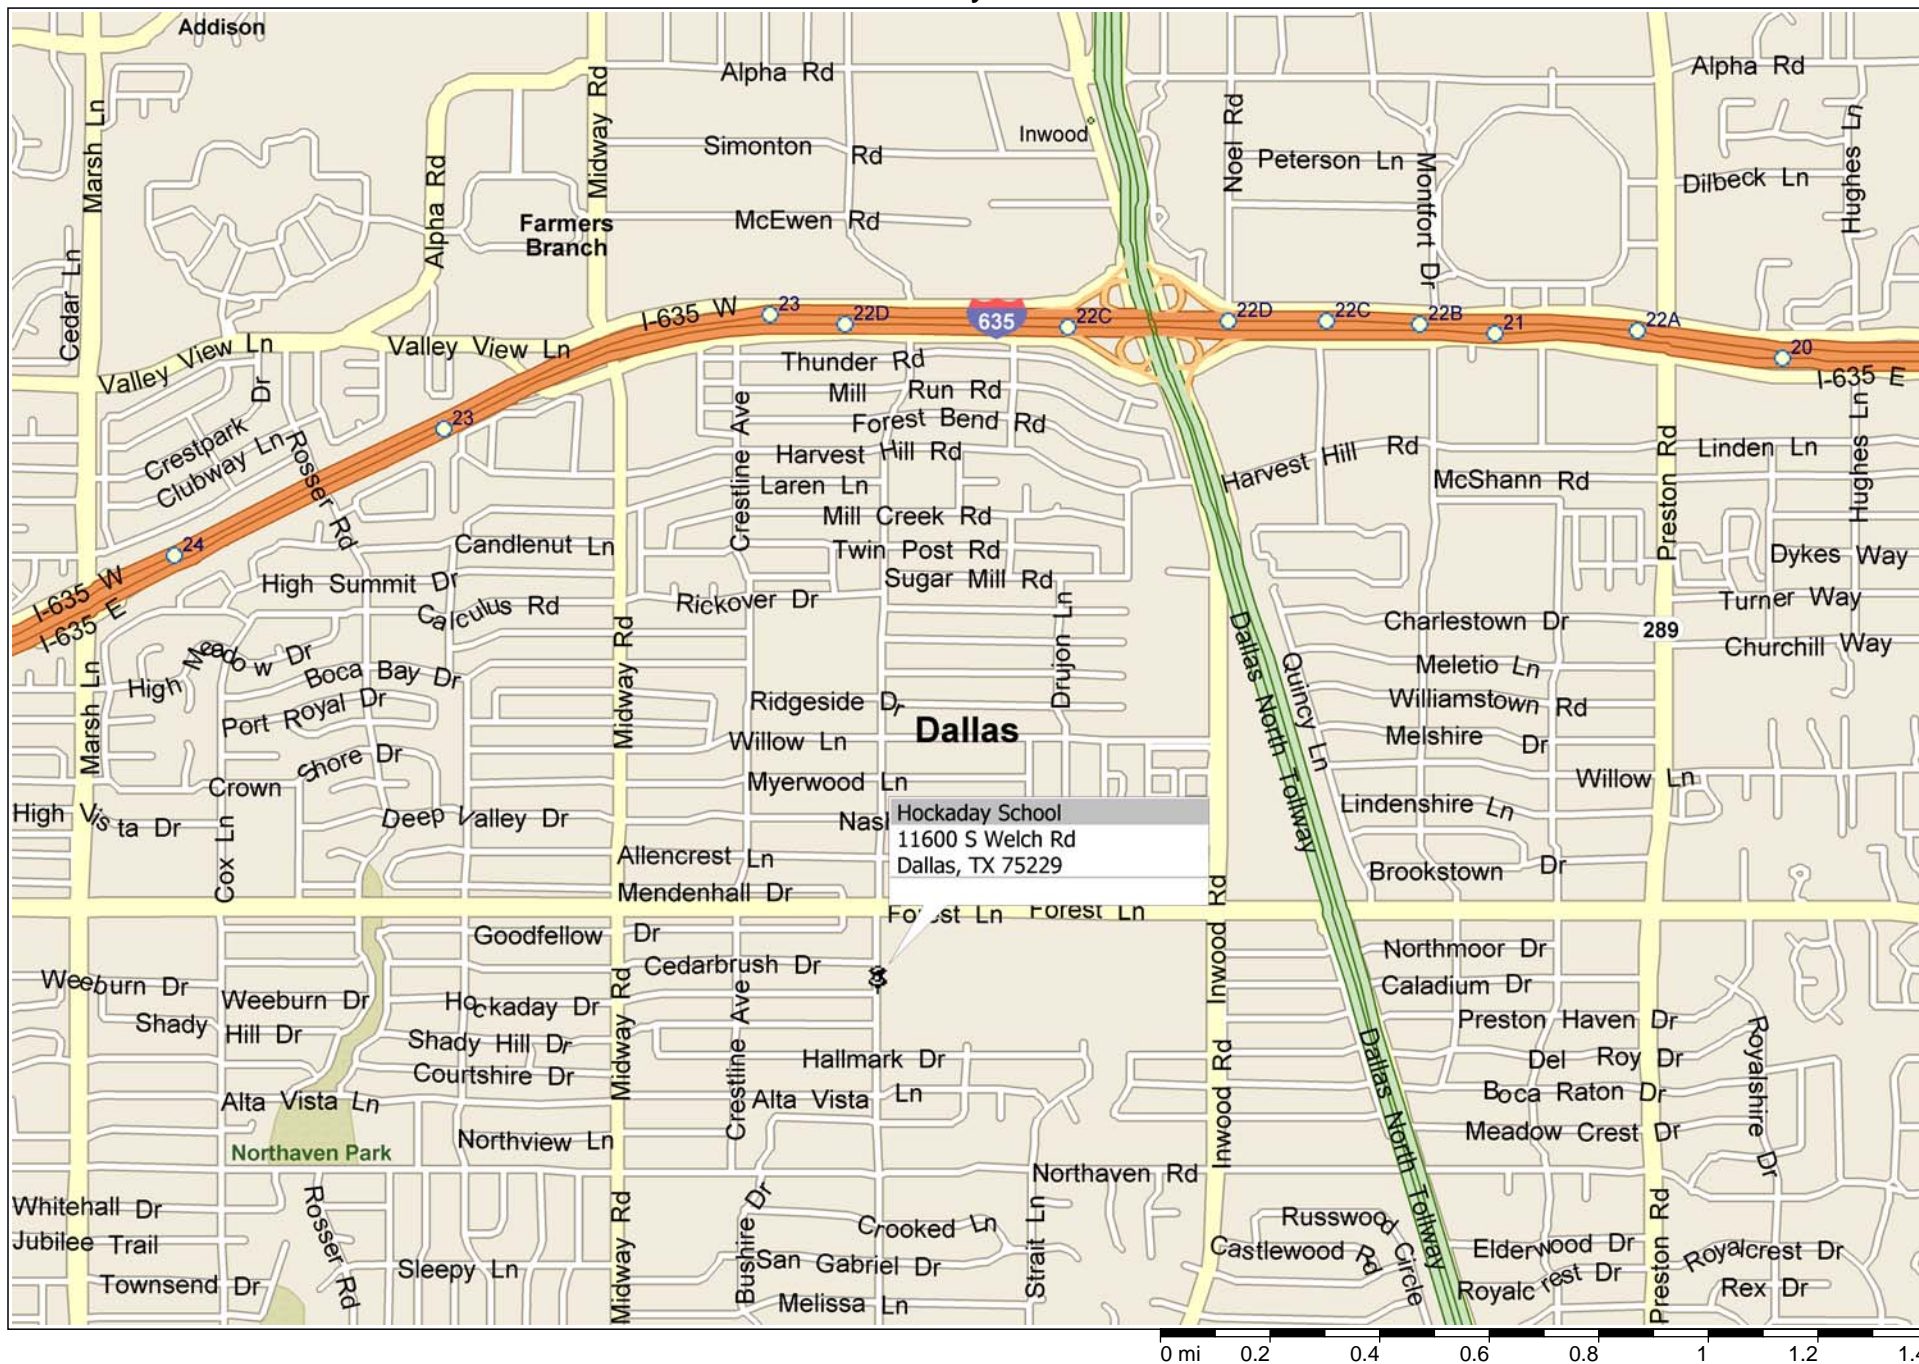 Addison
Alpha Rd
Alpha Rd
Marsh Ln
Midway Rd
Inwood
Noel Rd
Hughes Ln
Simonton Rd
Peterson Ln
Montfort Dr
Dilbeck Ln
Alpha Rd
Farmers
Branch
McEwen Rd
Cedar Ln
I-635 W
23
22D
635
22C
22D
22C
22B
21
22A
20
I-635 E
Valley View Ln
Valley View Ln
Thunder Rd
Mill Run Rd
Forest Bend Rd
Crestpark Dr
Clubway Ln
Rosser Rd
23
Crestline Ave
Harvest Hill Rd
Harvest Hill Rd
Preston Rd
Linden Ln
Hughes Ln
Laren Ln
McShann Rd
Mill Creek Rd
24
Candlenut Ln
Twin Post Rd
Dykes Way
I-635 W
I-635 E
High Summit Dr
Sugar Mill Rd
Calculus Rd
Rickover Dr
Drujon Ln
Dallas North Tollway
Charlestown Dr
289
Turner Way
Churchill Way
High Meadow Dr
Boca Bay Dr
Midway Rd
Quincy Ln
Meletio Ln
Marsh Ln
Port Royal Dr
Ridgeside Dr
Williamstown Rd
Dallas
Willow Ln
Melshire Dr
Crown Shore Dr
Myerwood Ln
Willow Ln
High Vista Dr
Deep Valley Dr
Nash
Hockaday School
11600 S Welch Rd
Dallas, TX 75229
Lindenshire Ln
Cox Ln
Allencrest Ln
Brookstown Dr
Mendenhall Dr
Forest Ln
Forest Ln
Inwood Rd
Goodfellow Dr
Northmoor Dr
Cedarbrush Dr
Weeburn Dr
Weeburn Dr
Hockaday Dr
Midway Rd
Crestline Ave
Inwood Rd
Caladium Dr
Shady Hill Dr
Shady Hill Dr
Preston Haven Dr
Courtshire Dr
Hallmark Dr
Dallas North Tollway
Del Roy Dr
Royalshire Dr
Alta Vista Ln
Alta Vista Ln
Boca Raton Dr
Northaven Park
Northview Ln
Meadow Crest Dr
Northaven Rd
Whitehall Dr
Rosser Rd
Midway Rd
Bushire Dr
Crooked Ln
Strait Ln
Russwood Circle
Preston Rd
Jubilee Trail
Castlewood Rd
Elderwood Dr
Royalcrest Dr
Sleepy Ln
San Gabriel Dr
Townsend Dr
Melissa Ln
Royalcrest Dr
Rex Dr
Midway Rd
Inwood Rd
0 mi 0.2 0.4 0.6 0.8 1 1.2 1.4